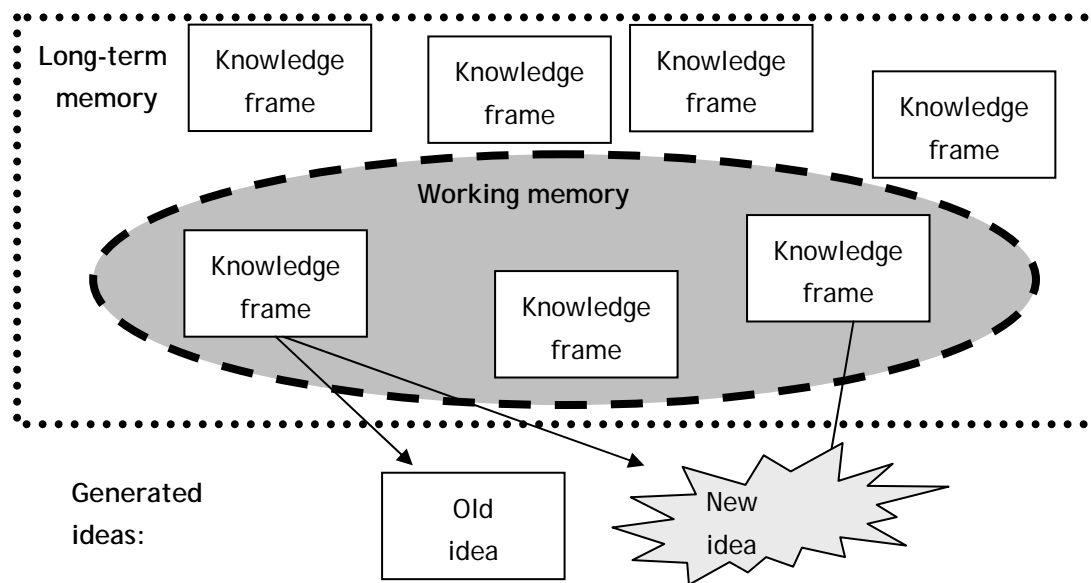 Long-term
memory
Knowledge
frame
Knowledge
frame
Knowledge
frame
Knowledge
frame
Working memory
Knowledge
frame
Knowledge
frame
Knowledge
frame
Generated
ideas:
Old
idea
New
idea